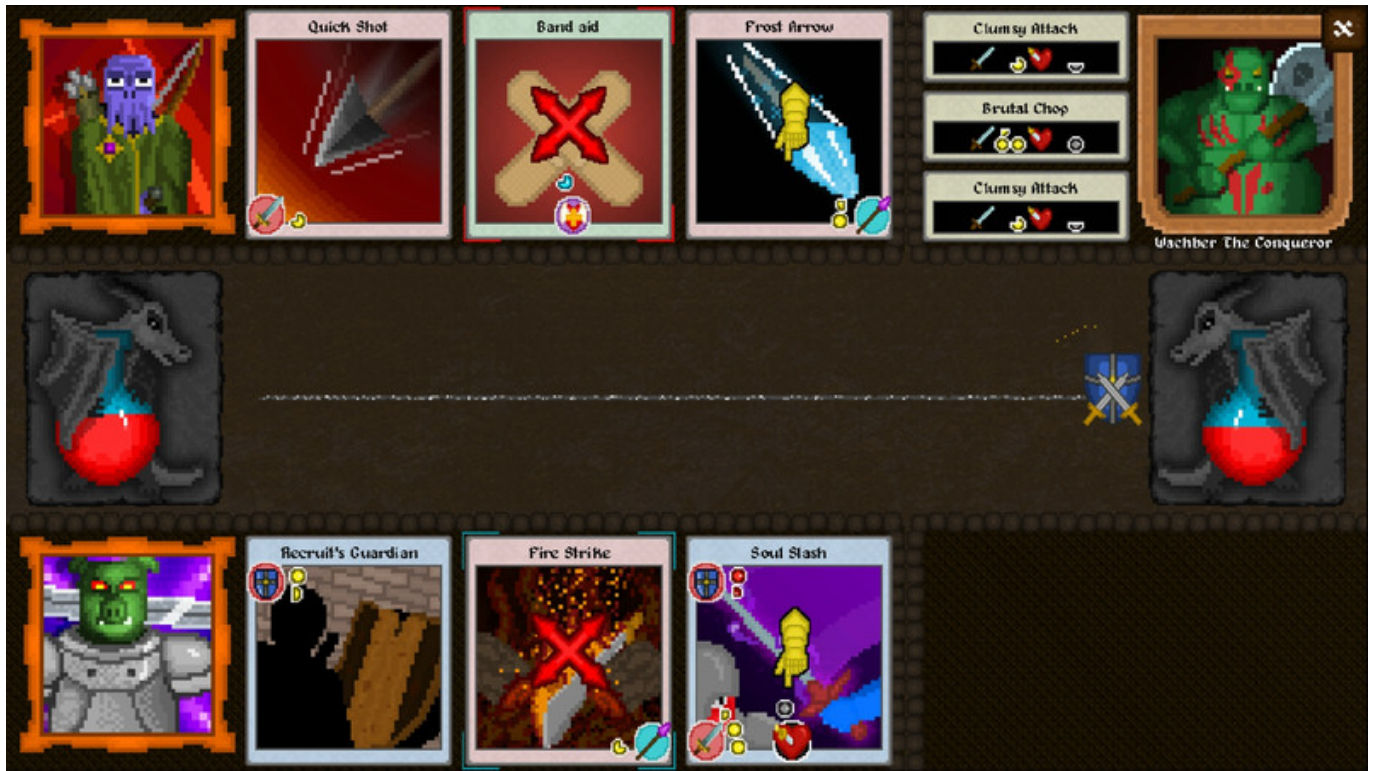 Quick Shot
Band aid
Frost Arrow
Clumsy Attack
Brutal Chop
Clumsy Attack
Wachber The Conqueror
Recruit's Guardian
Fire Strike
Soul Slash